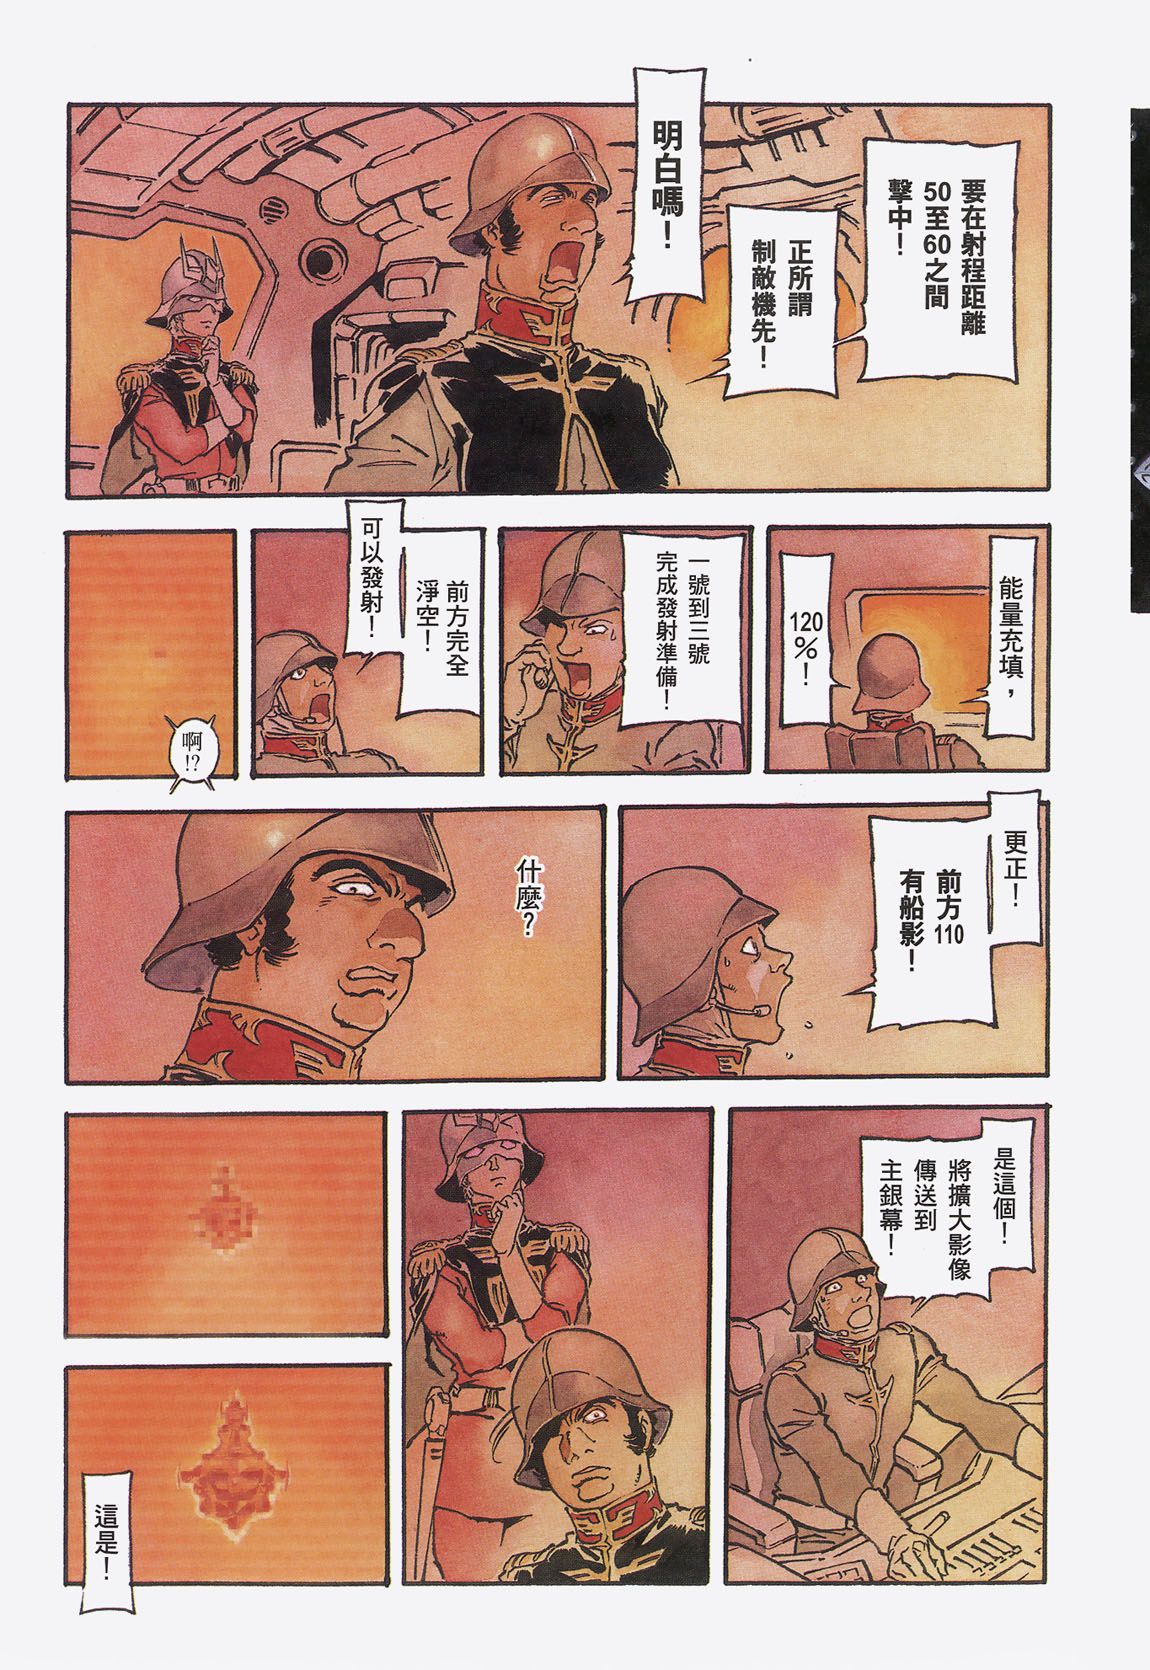 要在射程距離
50至60之間
擊中！
正所謂
制敵機先！
明白嗎！
能量充填，
120%！
一號到三號
完成發射準備！
前方完全
淨空！
可以發射！
啊!?
更正！
前方110
有船影！
什麼？
是這個！
將擴大影像
傳送到
主銀幕！
這是！